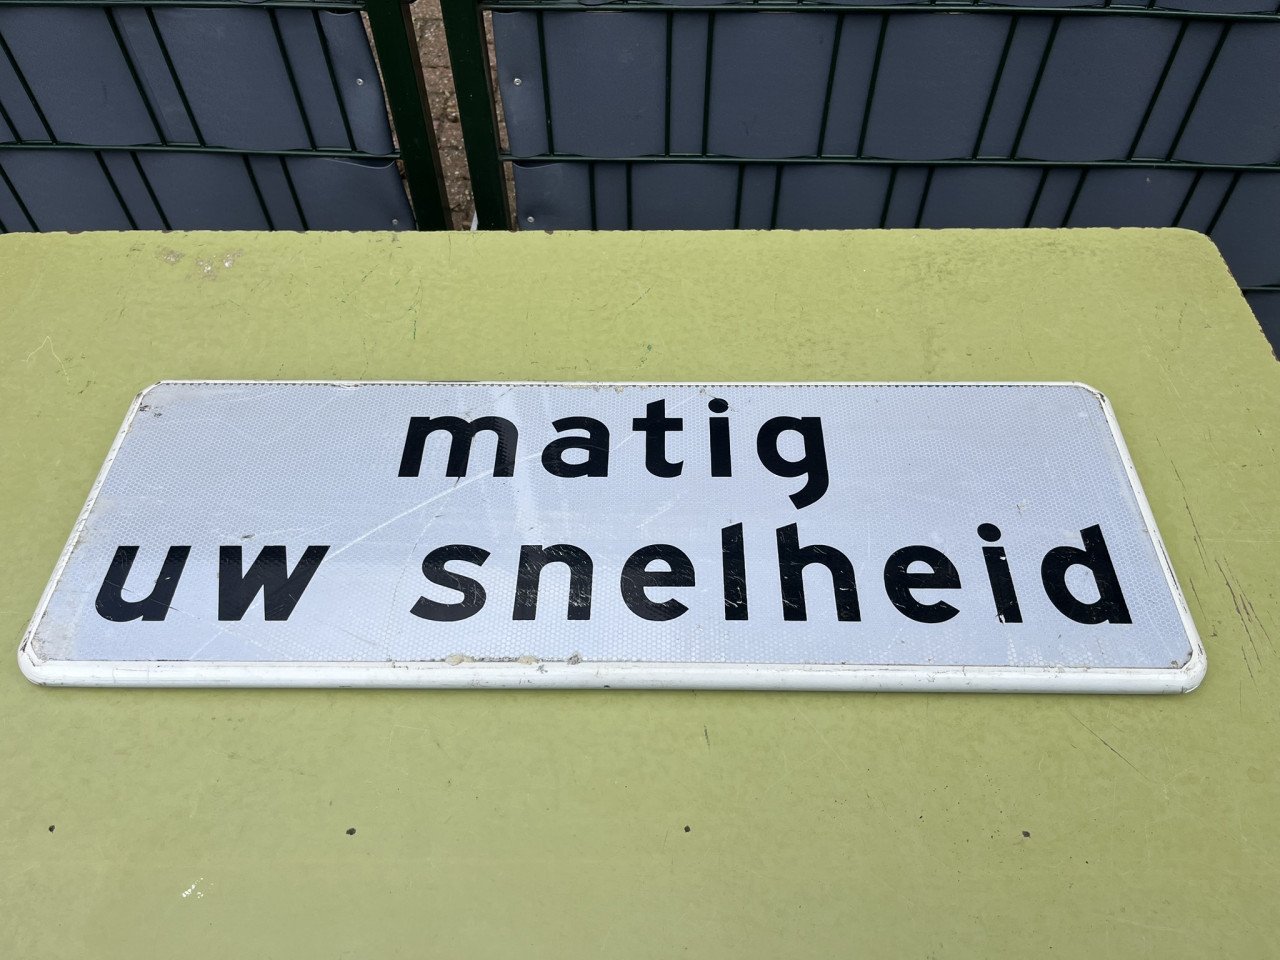 matig
uw snelheid